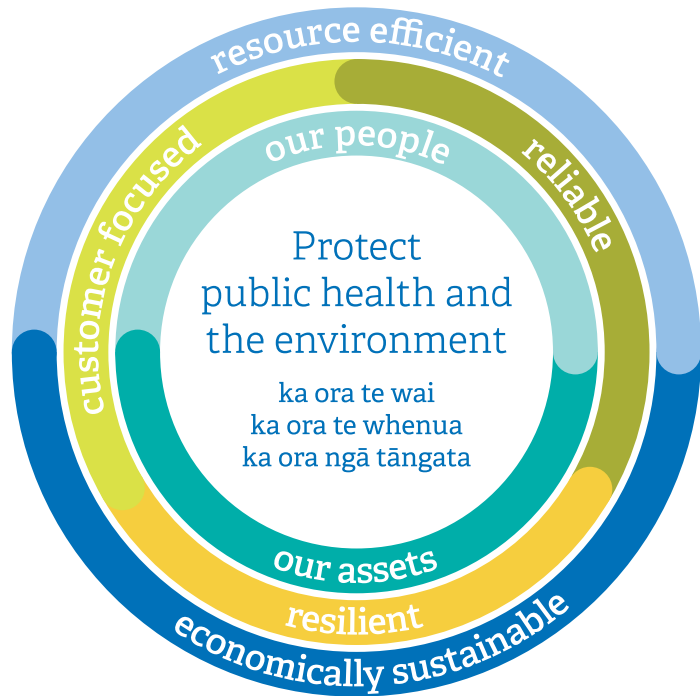 resource efficient
customer focused
reliable
our people
Protect
public health and
the environment
ka ora te wai
ka ora te whenua
ka ora ngā tāngata
our assets
resilient
economically sustainable